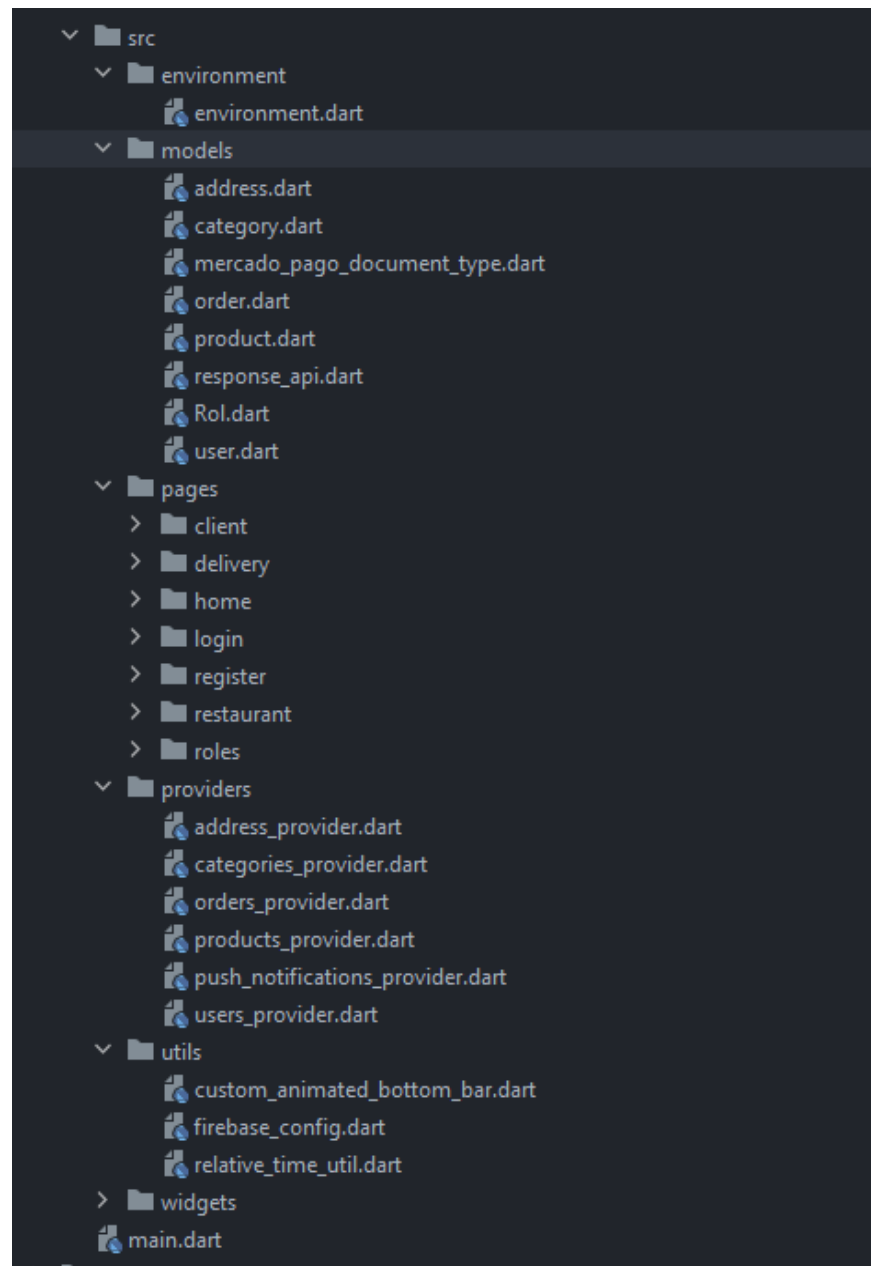 src
environment
environment.dart
models
address.dart
category.dart
mercado_pago_document_type.dart
order.dart
product.dart
response_api.dart
Rol.dart
user.dart
pages
client
delivery
home
login
register
restaurant
roles
providers
address_provider.dart
categories_provider.dart
orders_provider.dart
products_provider.dart
push_notifications_provider.dart
users_provider.dart
utils
custom_animated_bottom_bar.dart
firebase_config.dart
relative_time_util.dart
widgets
main.dart